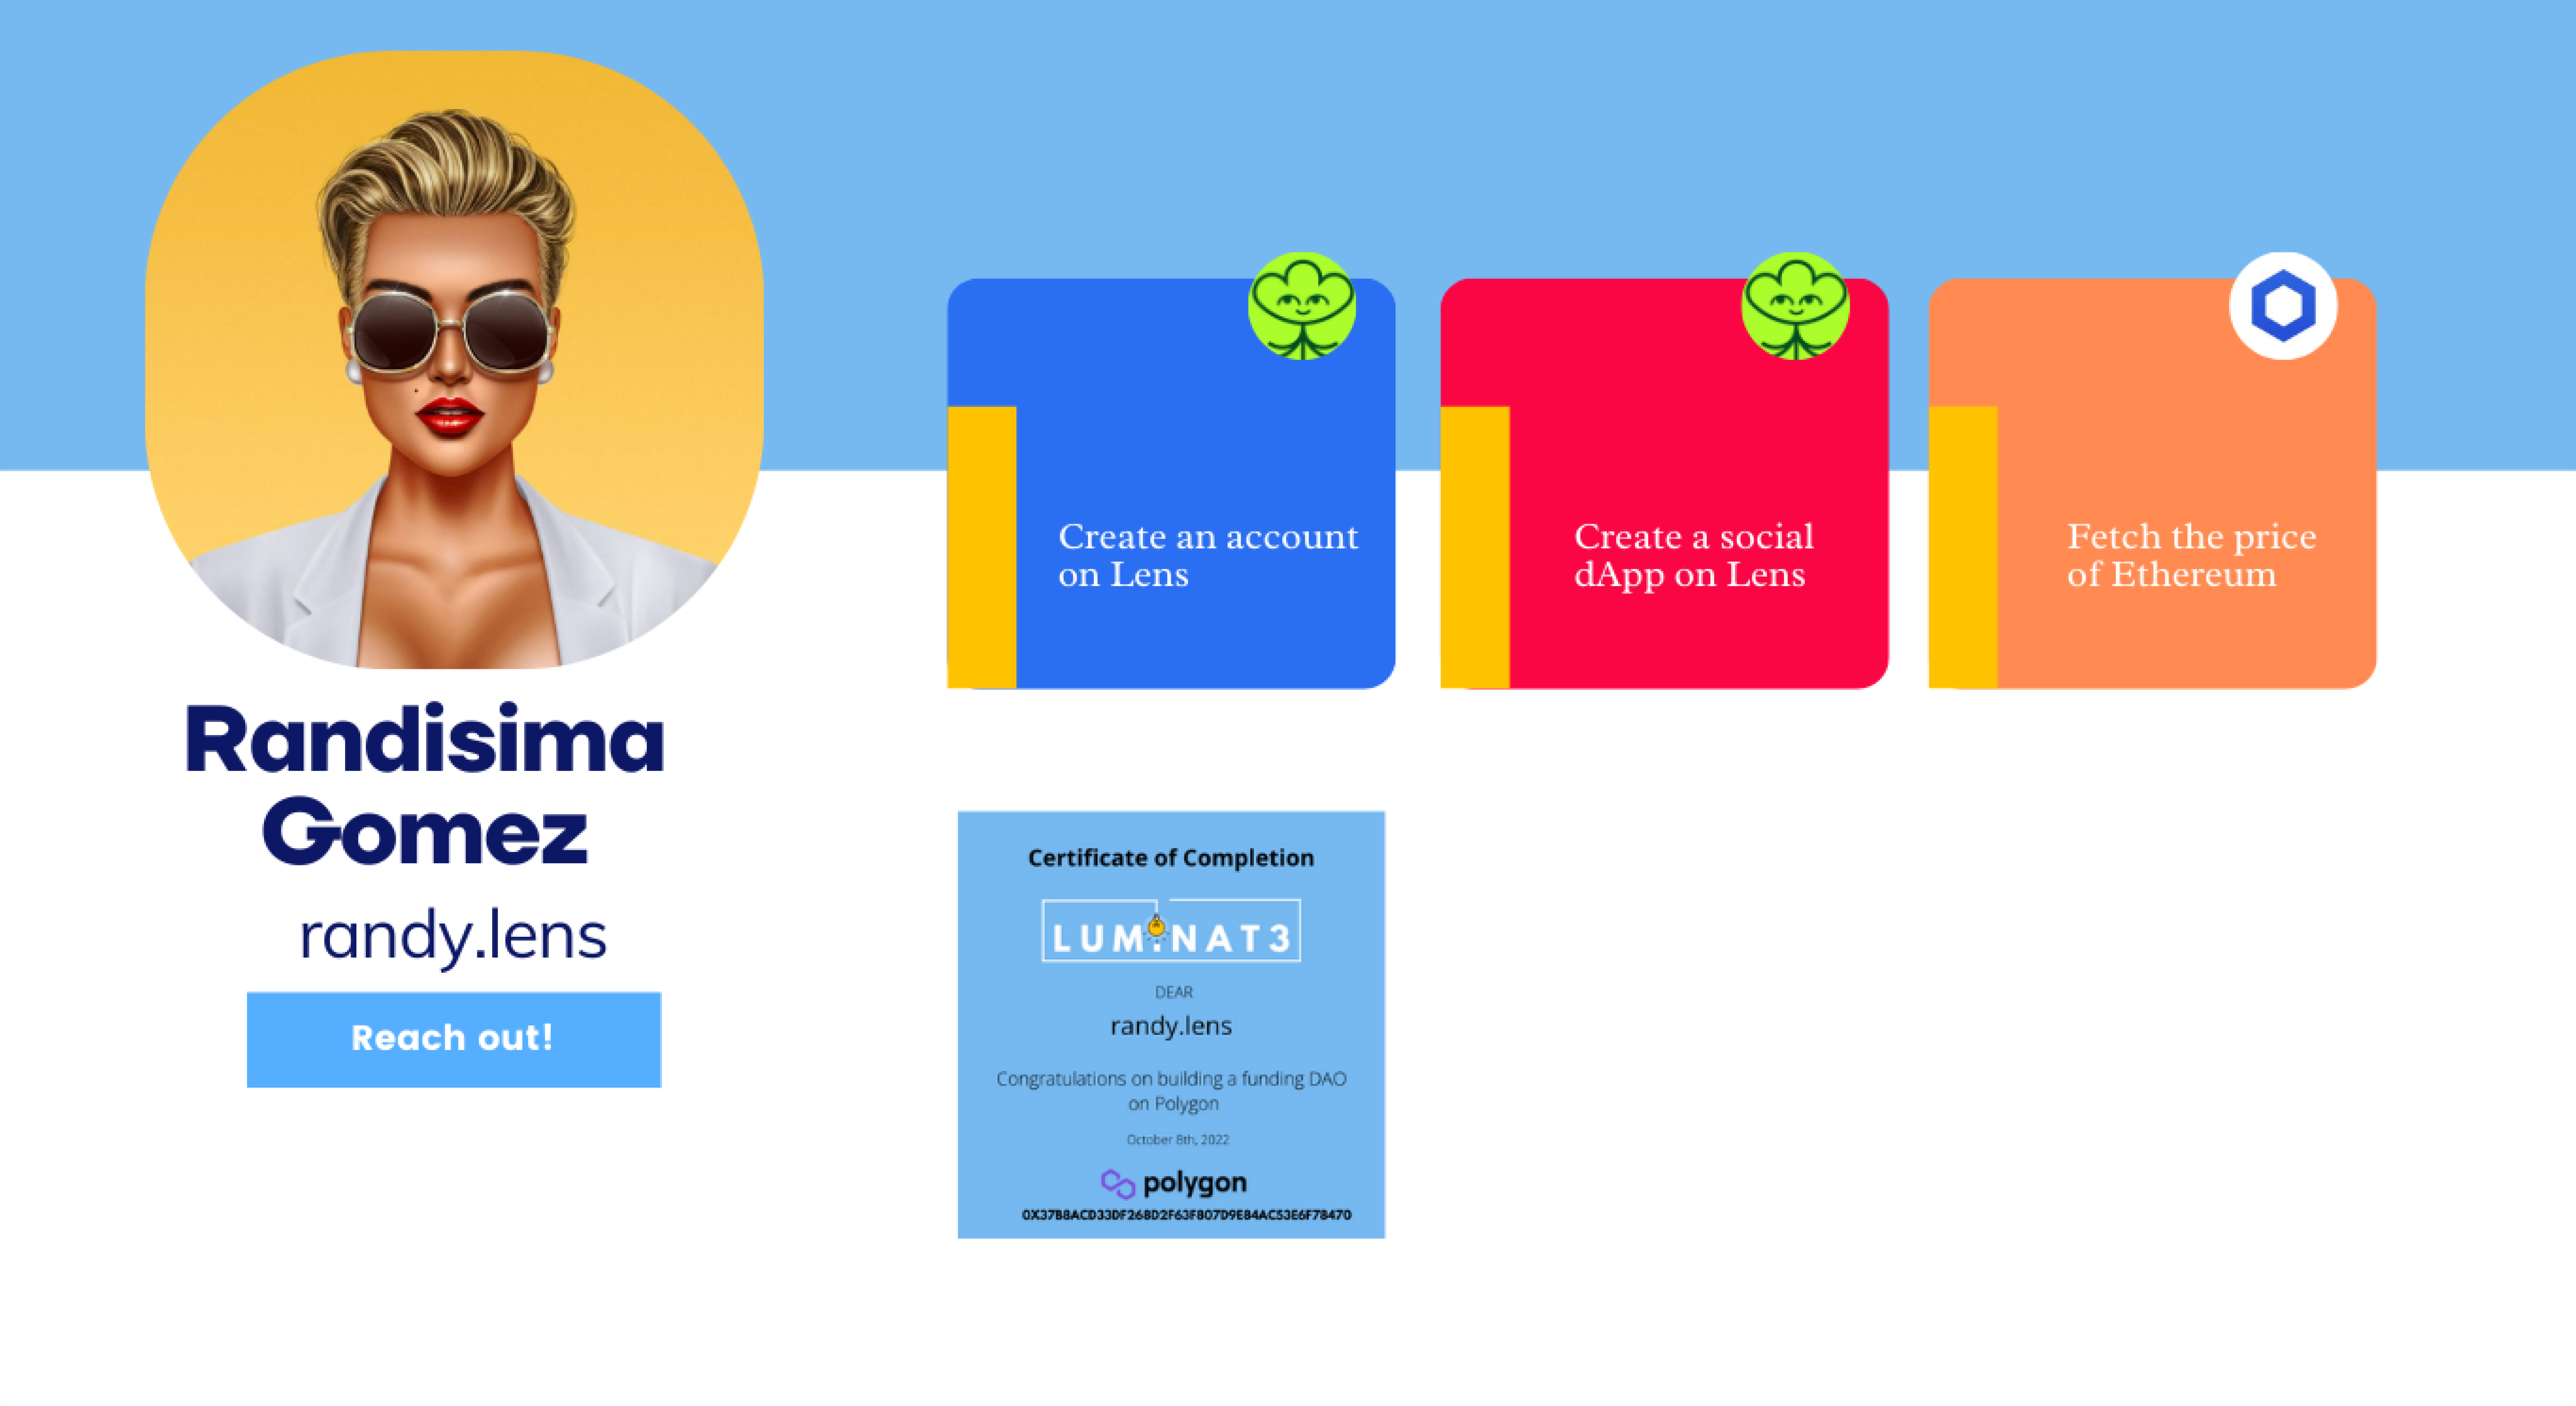 Randisima
Gomez
randy.lens
Reach out!
Create an account
on Lens
Create a social
dApp on Lens
Fetch the price
of Ethereum
Certificate of Completion
LUMINAT3
DEAR
randy.lens
Congratulations on building a funding DAO
on Polygon
October 8th, 2022
polygon
0X37B8ACD33DF268D2F63F807D9E84AC53E6F78470